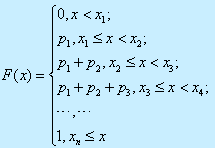 F(x) = { 0, x < x₁;
p₁, x₁ ≤ x < x₂;
p₁ + p₂, x₂ ≤ x < x₃;
p₁ + p₂ + p₃, x₃ ≤ x < x₄;
⋯, ⋯
1, xₙ ≤ x